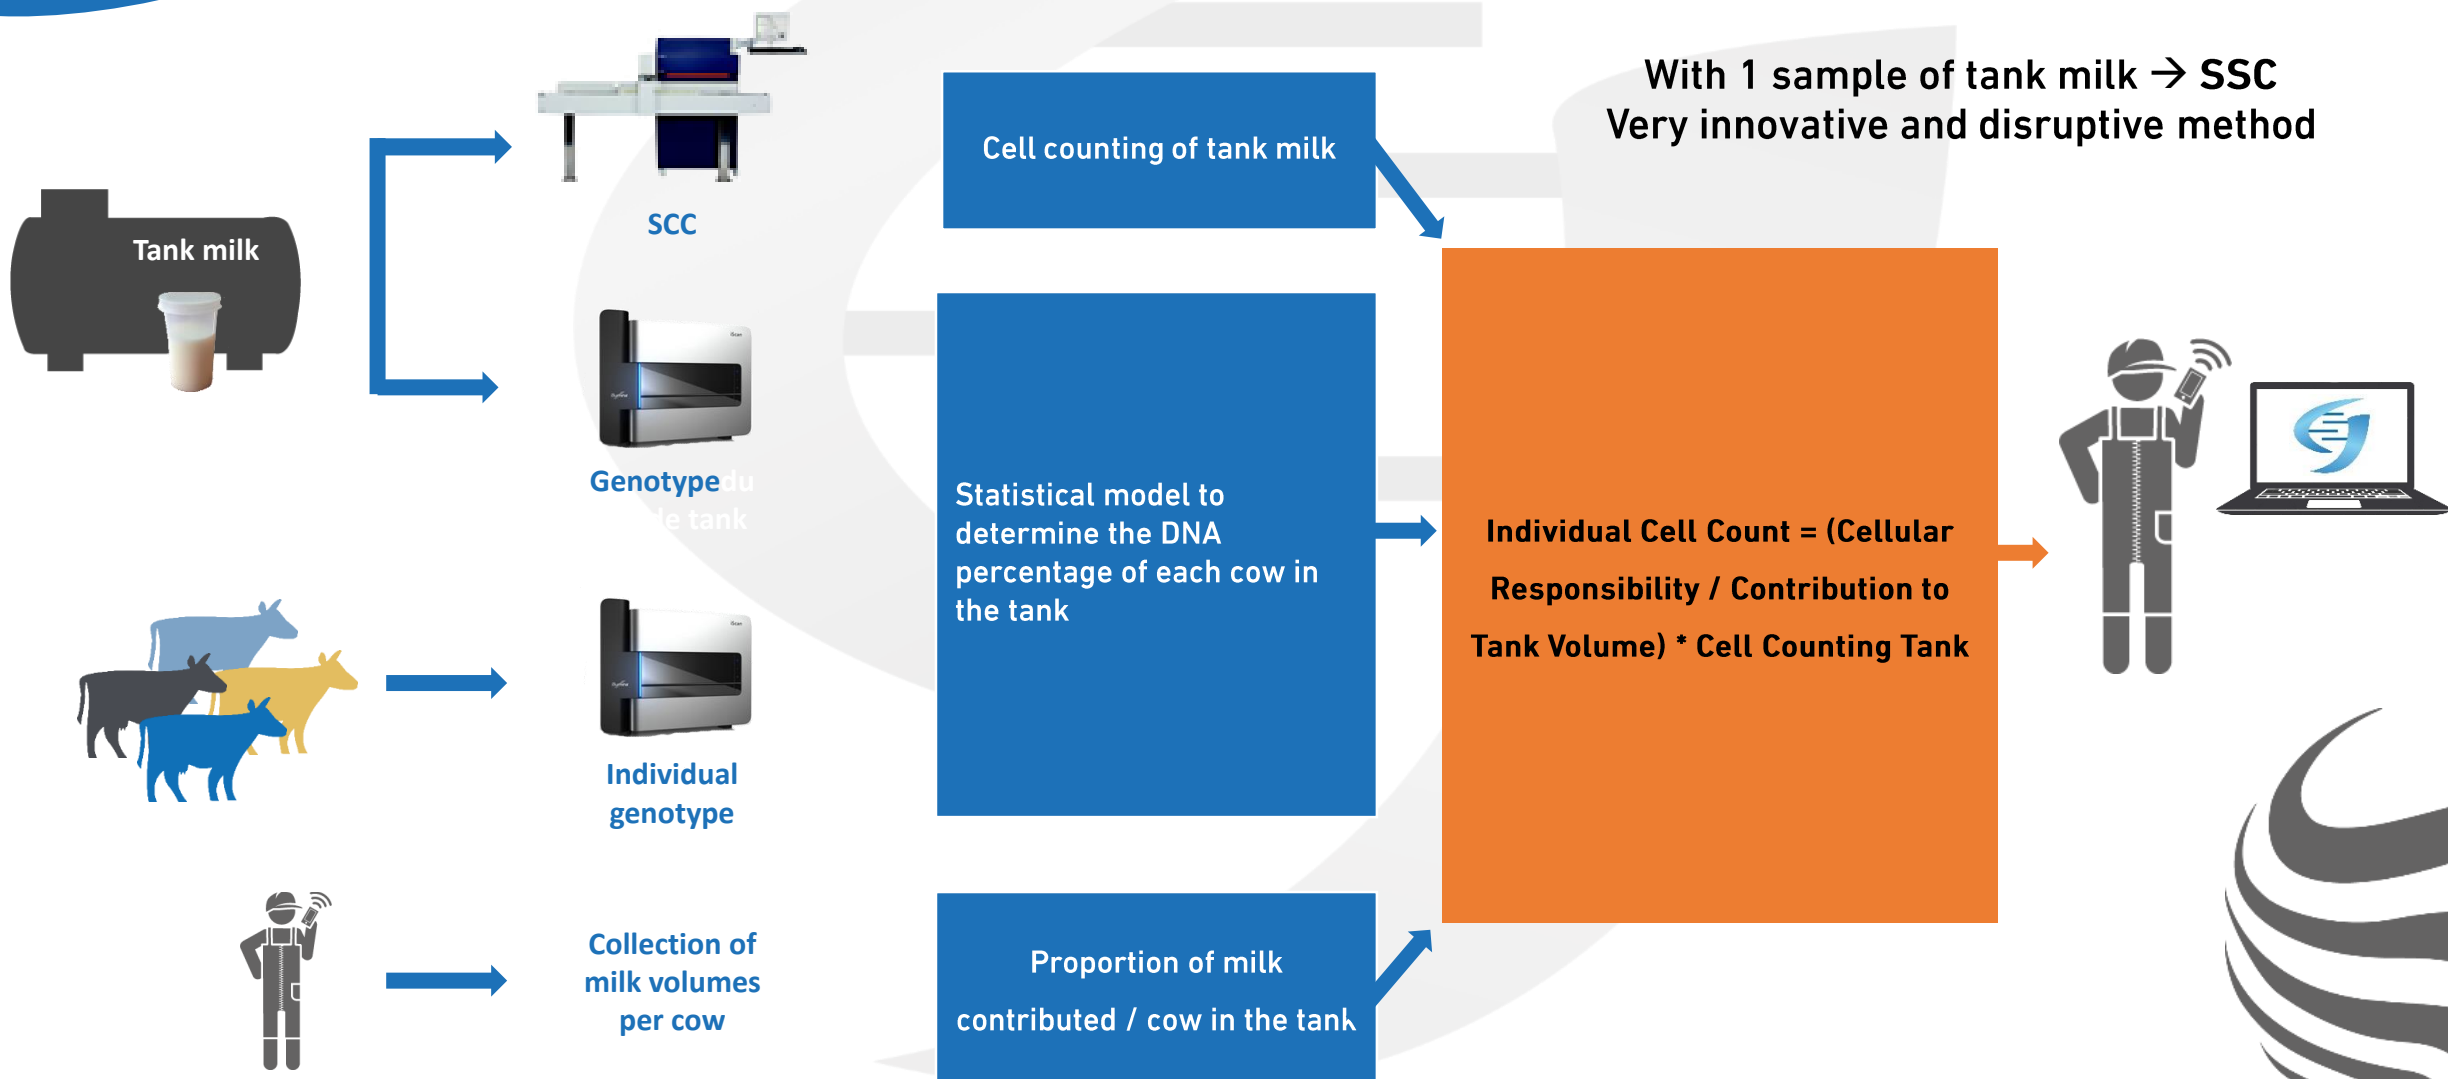 With 1 sample of tank milk → SSC
Very innovative and disruptive method
Tank milk
SCC
Genotype du
de tank
Individual
genotype
Collection of
milk volumes
per cow
Cell counting of tank milk
Statistical model to
determine the DNA
percentage of each cow in
the tank
Proportion of milk
contributed / cow in the tank
Individual Cell Count = (Cellular
Responsibility / Contribution to
Tank Volume) * Cell Counting Tank